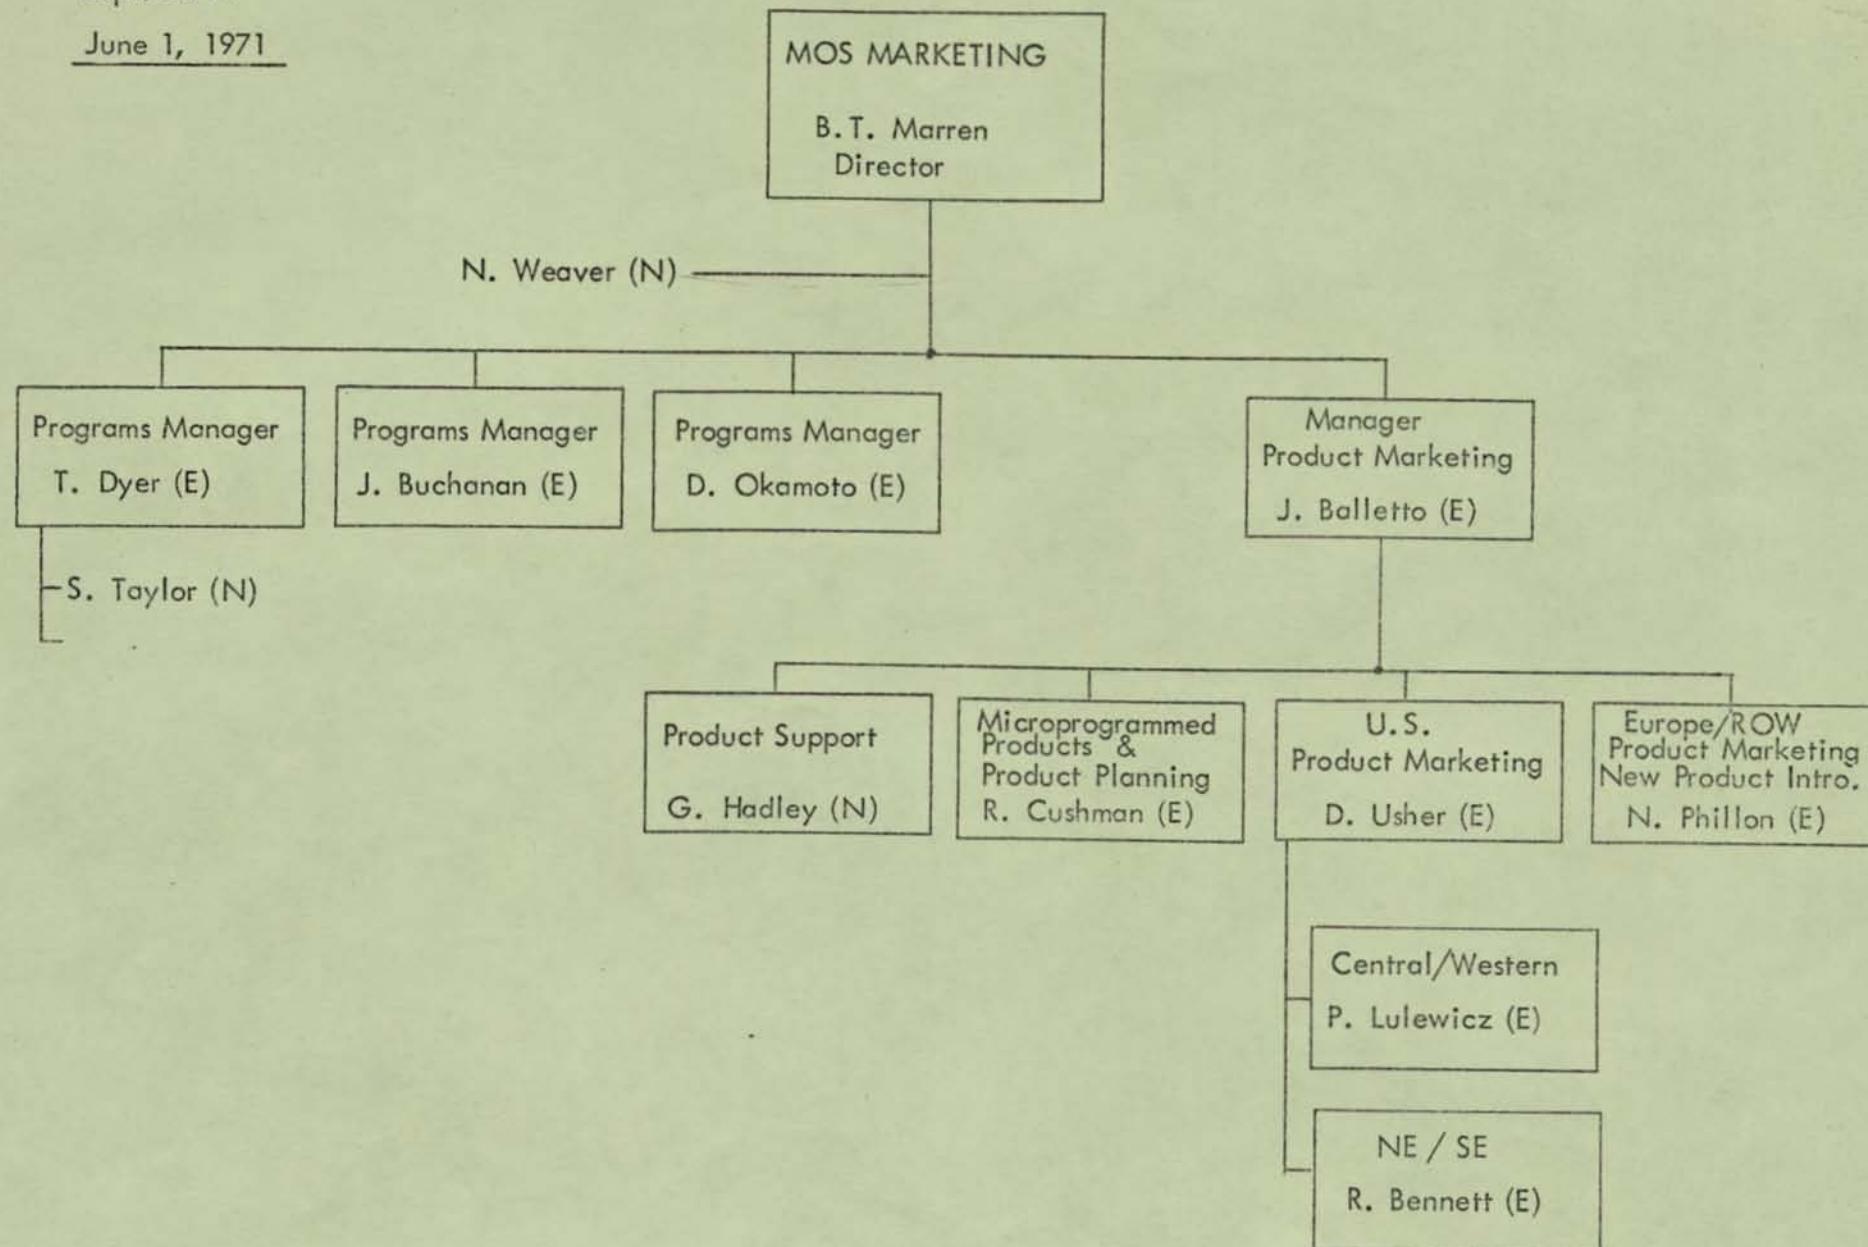 June 1, 1971
MOS MARKETING
B.T. Marren
Director
N. Weaver (N)
Programs Manager
T. Dyer (E)
S. Taylor (N)
Programs Manager
J. Buchanan (E)
Programs Manager
D. Okamoto (E)
Manager
Product Marketing
J. Balletto (E)
Product Support
G. Hadley (N)
Microprogrammed
Products &
Product Planning
R. Cushman (E)
U.S.
Product Marketing
D. Usher (E)
Europe/ROW
Product Marketing
New Product Intro.
N. Phillon (E)
Central/Western
P. Lulewicz (E)
NE / SE
R. Bennett (E)